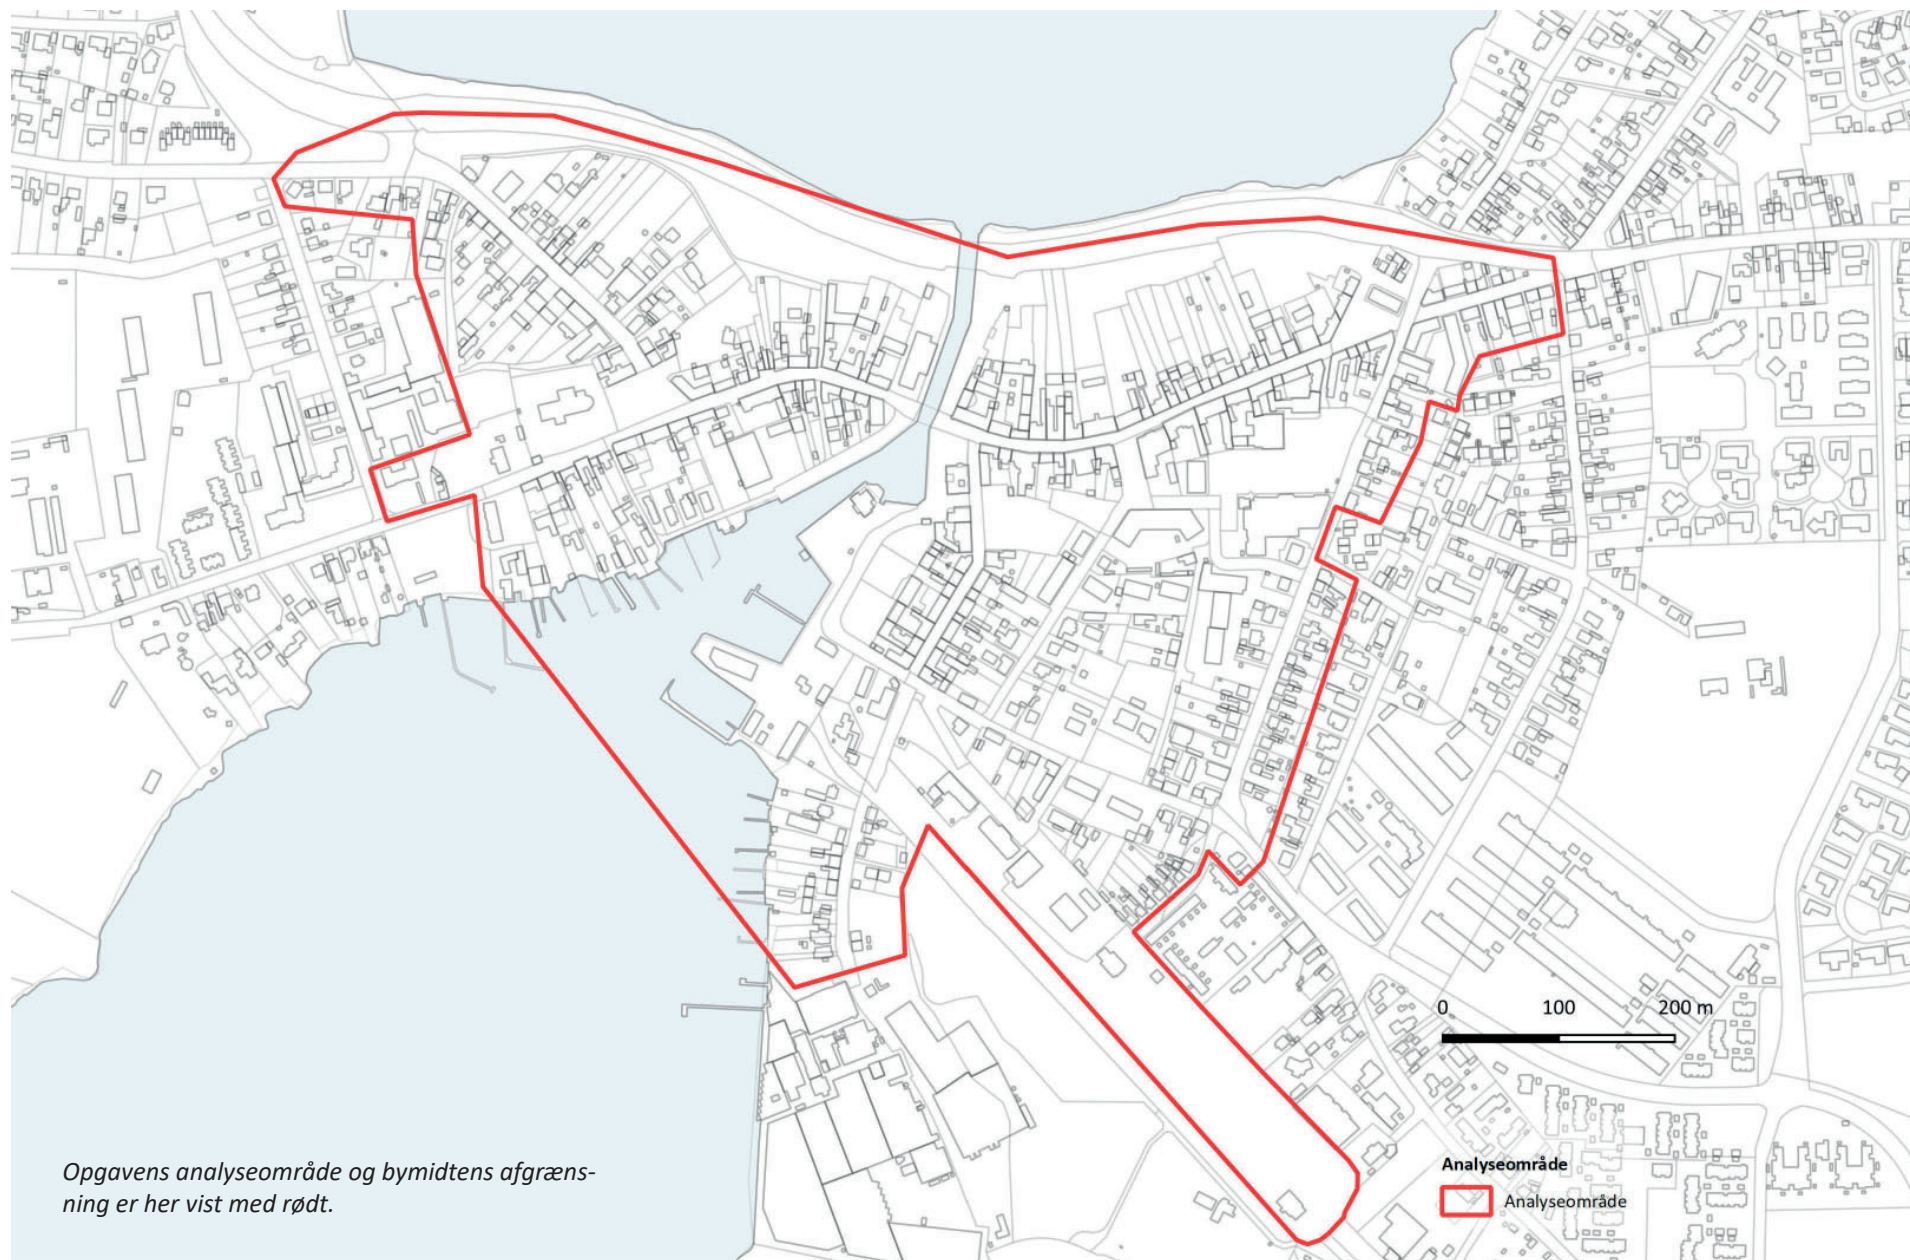 0 100 200 m
Analyseområde
Analyseområde
Opgavens analyseområde og bymidtens afgræns-
ning er her vist med rødt.